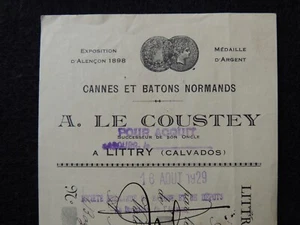 EXPOSITION
D'ALENÇON 1898
MÉDAILLE
D'ARGENT
CANNES ET BATONS NORMANDS
A. LE COUSTEY
POUR ACQUIT
SUCCESSEUR DE SON ONCLE
A LITTRY (CALVADOS)
16 AOUT 1929
LITTR